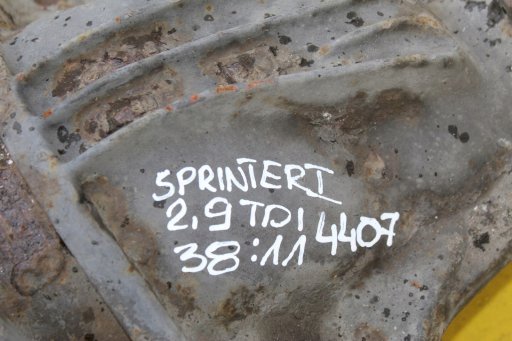 SPRINTER I
2,9 TDI 4407
38:11